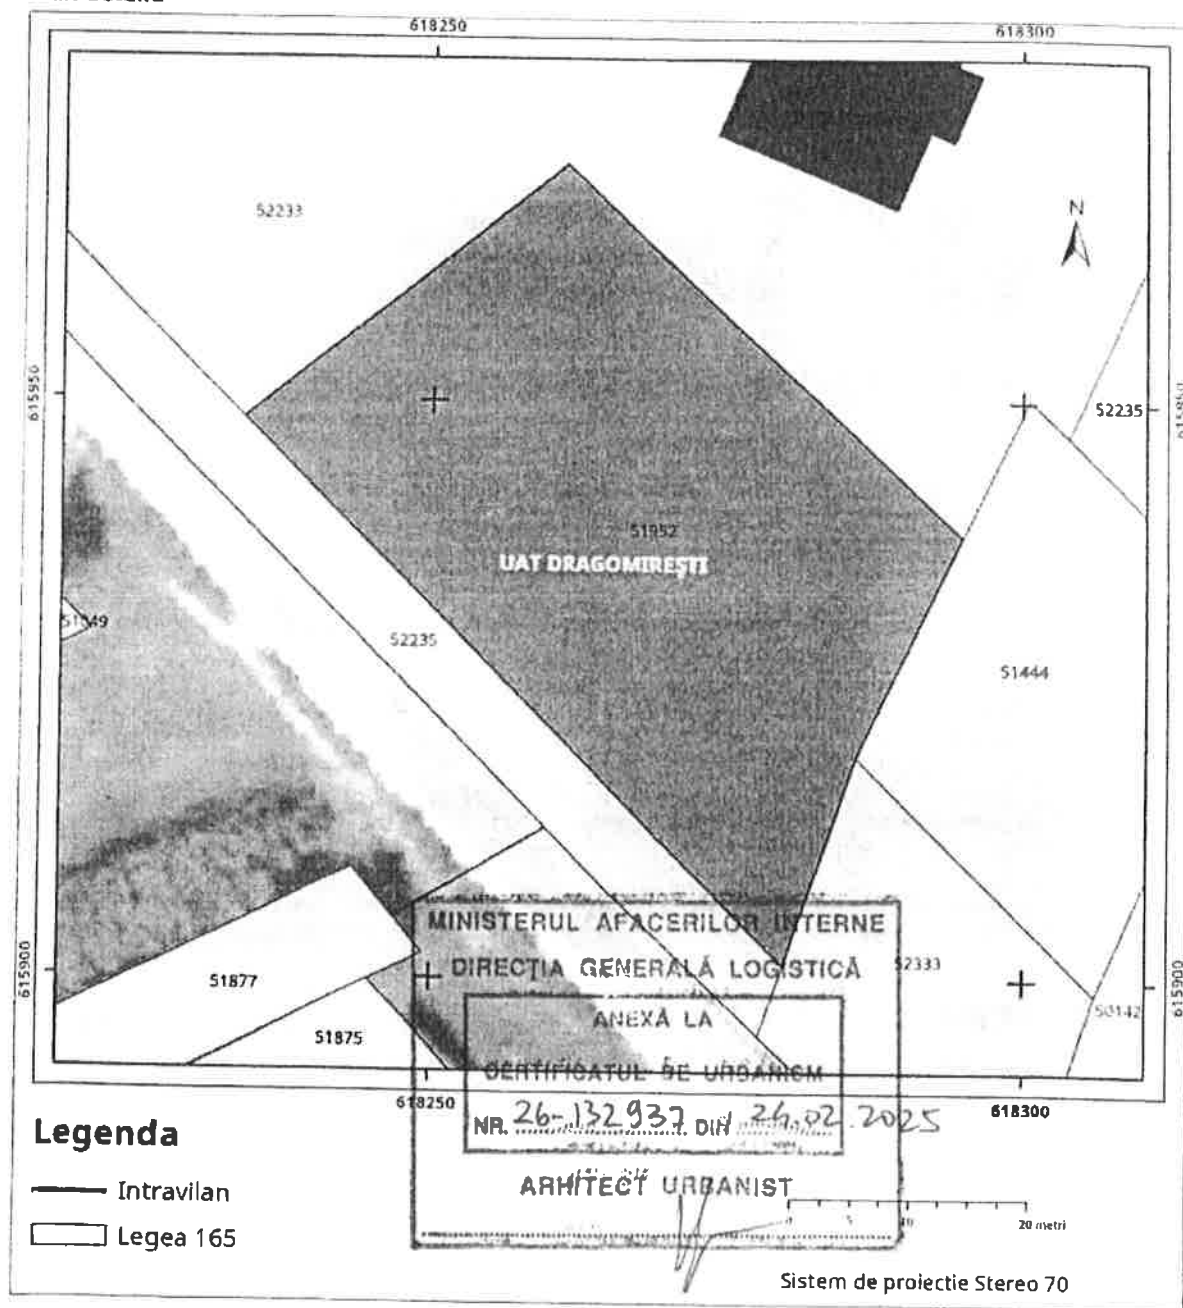 618250
618300
52233
N
615950
52235
51952
UAT DRAGOMIREȘTI
52235
51444
MINISTERUL AFACERILOR INTERNE
DIRECȚIA GENERALĂ LOGISTICĂ
52333
615900
51877
615900
ANEXĂ LA
50142
51875
CERTIFICATUL DE URBANISM
618250
618300
NR. 26-132937 DIN 24.02.2025
Legenda
ARHITECT URBANIST
Intravilan
0 5 10 20 metri
Legea 165
Sistem de proiectie Stereo 70